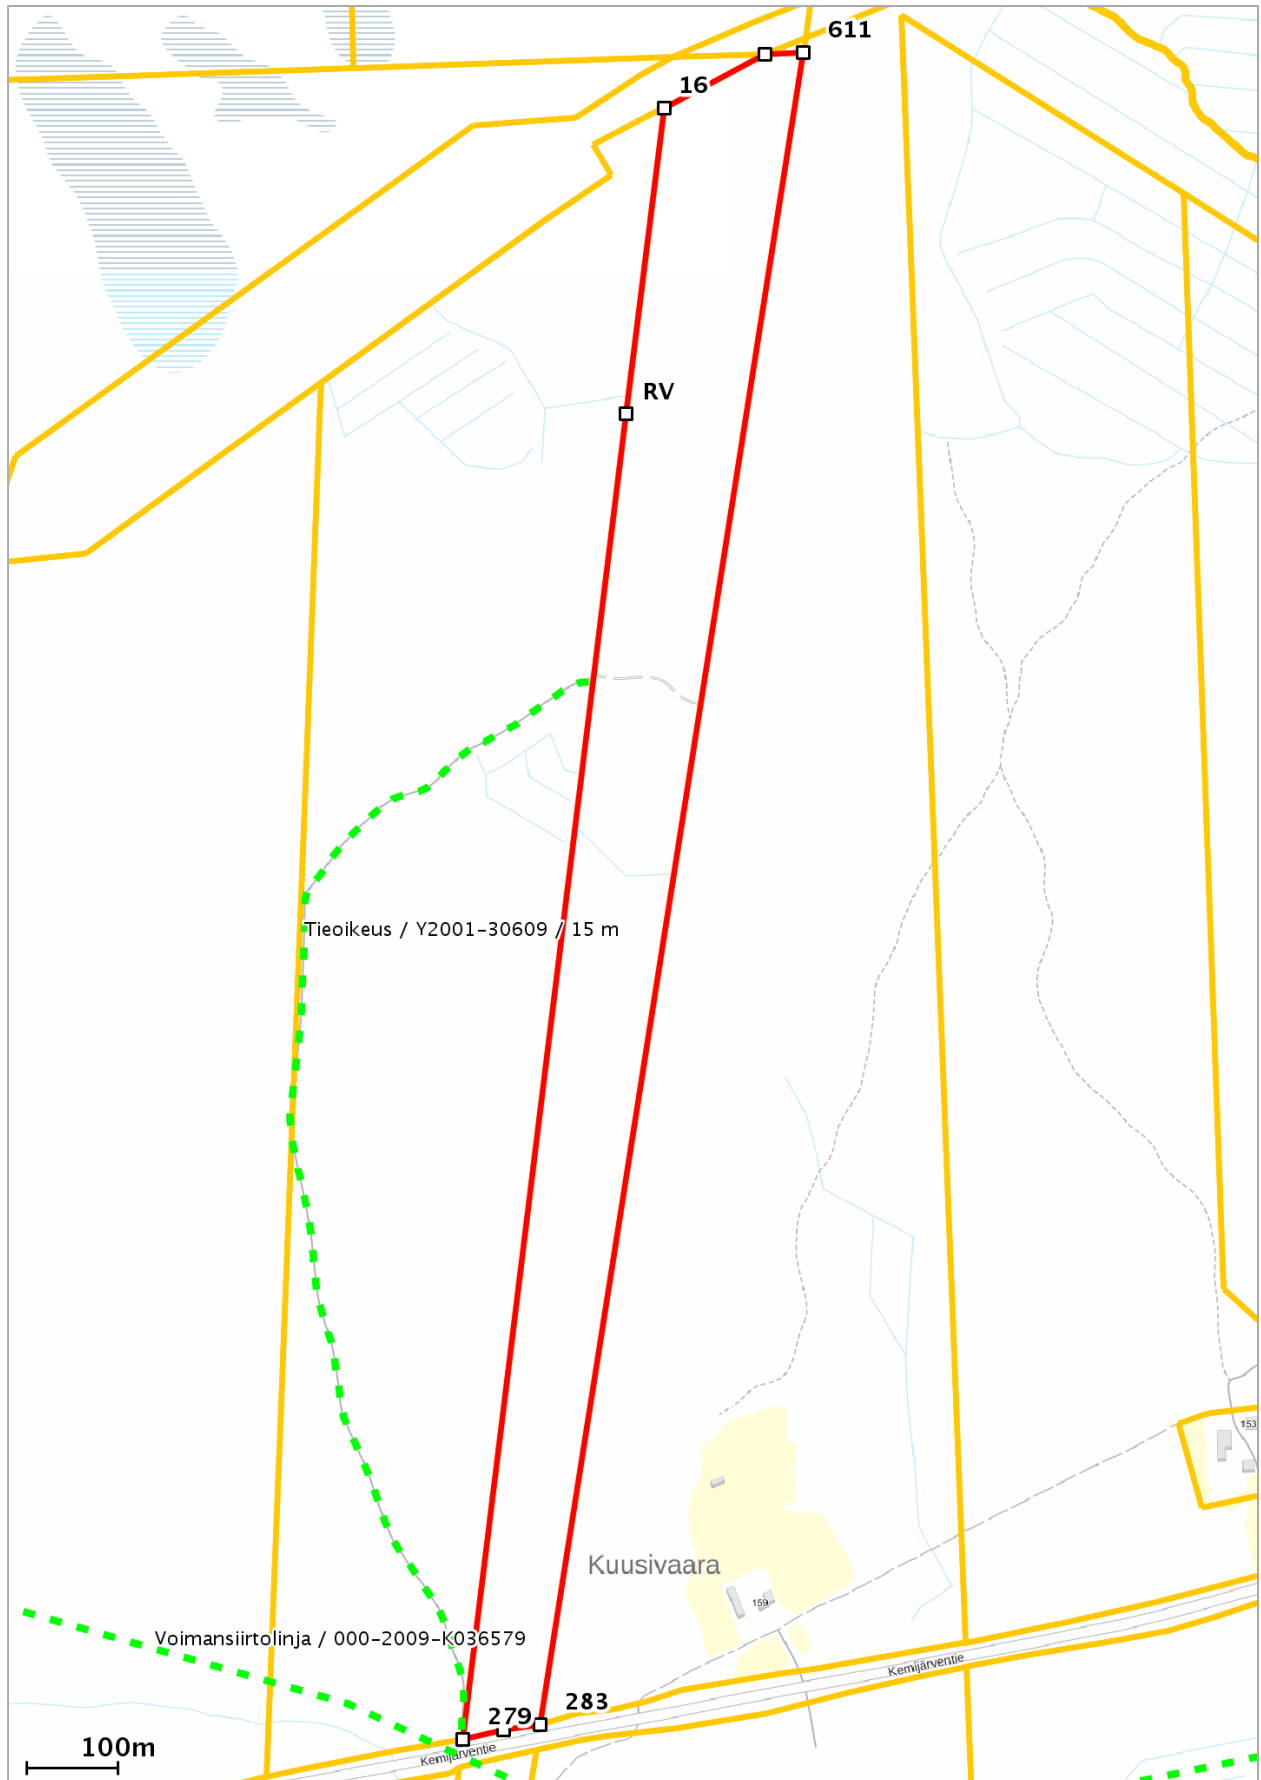 611
16
RV
Tieoikeus / Y2001-30609 / 15 m
153
Kuusivaara
159
Voimansiirtolinja / 000-2009-K036579
Kemijärventie
283
279
Kemijärventie
100m